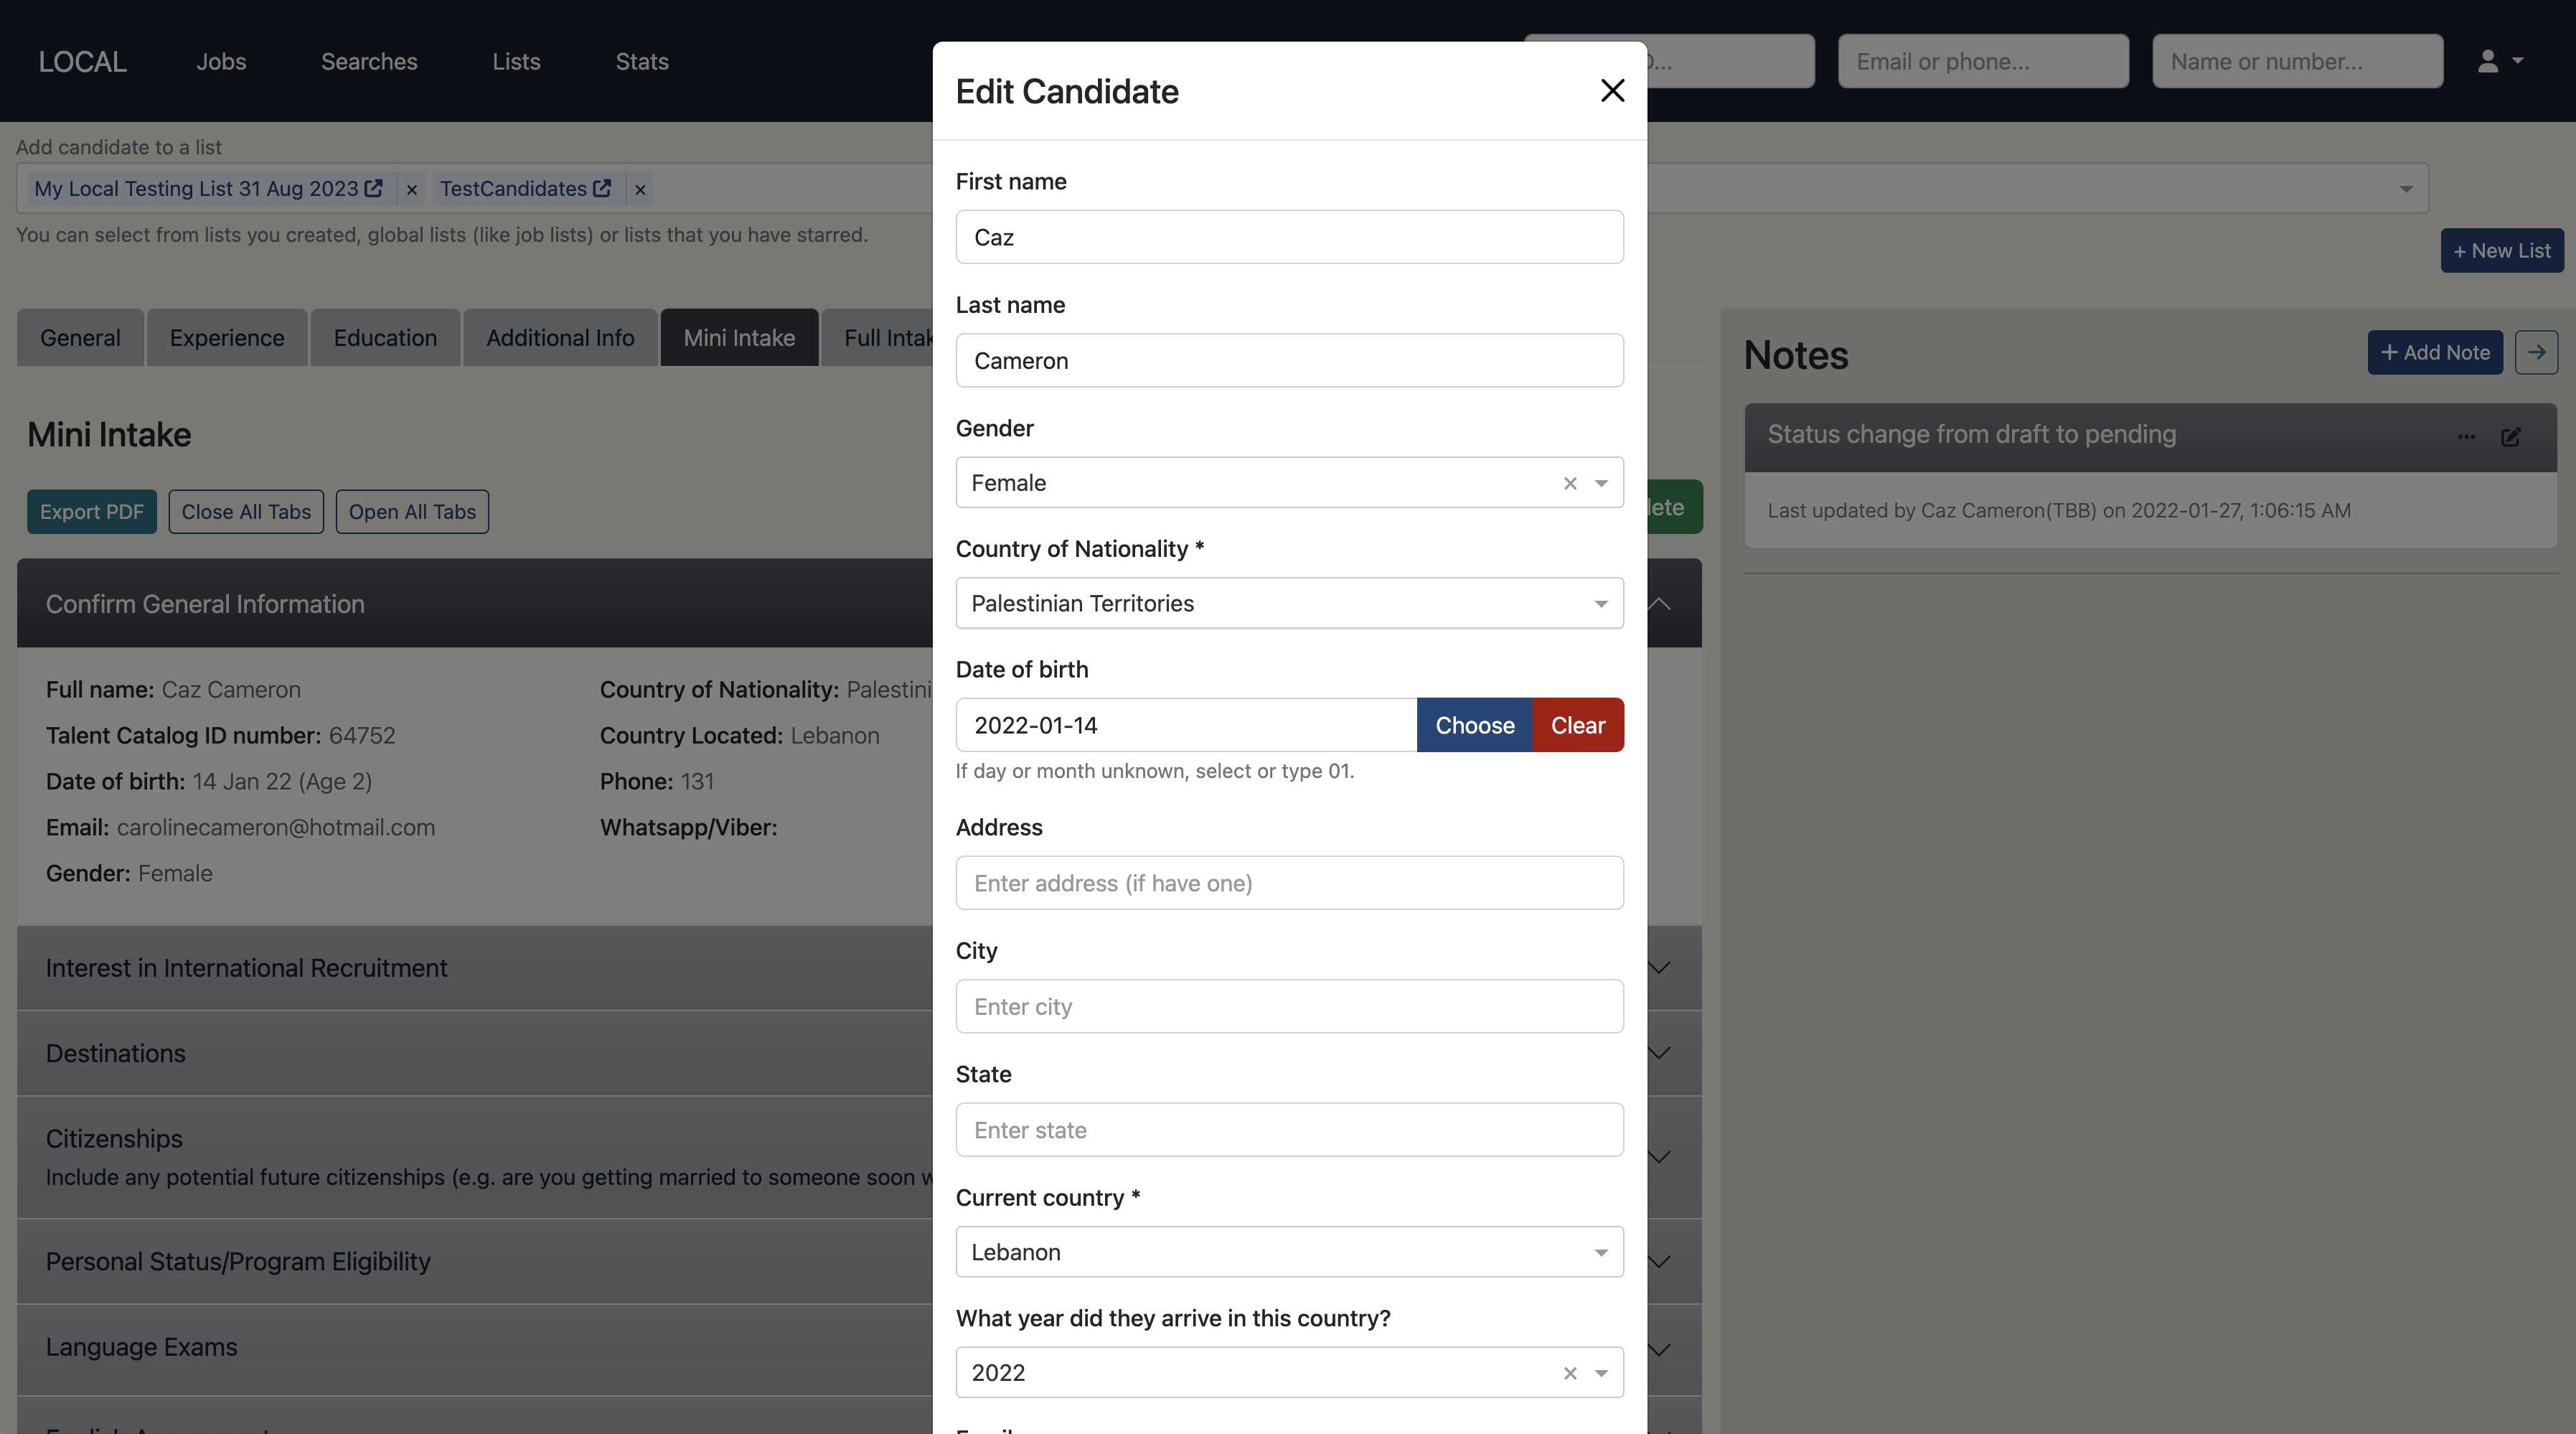 LOCAL
Jobs
Searches
Lists
Stats
Email or phone...
Name or number...
Add candidate to a list
My Local Testing List 31 Aug 2023 ×
TestCandidates ×
You can select from lists you created, global lists (like job lists) or lists that you have starred.
+ New List
General
Experience
Education
Additional Info
Mini Intake
Full Intak
Mini Intake
Export PDF
Close All Tabs
Open All Tabs
lete
Confirm General Information
Full name: Caz Cameron
Country of Nationality: Palestini
Talent Catalog ID number: 64752
Country Located: Lebanon
Date of birth: 14 Jan 22 (Age 2)
Phone: 131
Email: carolinecameron@hotmail.com
Whatsapp/Viber:
Gender: Female
Interest in International Recruitment
Destinations
Citizenships
Include any potential future citizenships (e.g. are you getting married to someone soon w
Personal Status/Program Eligibility
Language Exams
Edit Candidate
First name
Caz
Last name
Cameron
Gender
Female ×
Country of Nationality *
Palestinian Territories
Date of birth
2022-01-14 Choose Clear
If day or month unknown, select or type 01.
Address
Enter address (if have one)
City
Enter city
State
Enter state
Current country *
Lebanon
What year did they arrive in this country?
2022 ×
Notes
+ Add Note
Status change from draft to pending
Last updated by Caz Cameron(TBB) on 2022-01-27, 1:06:15 AM